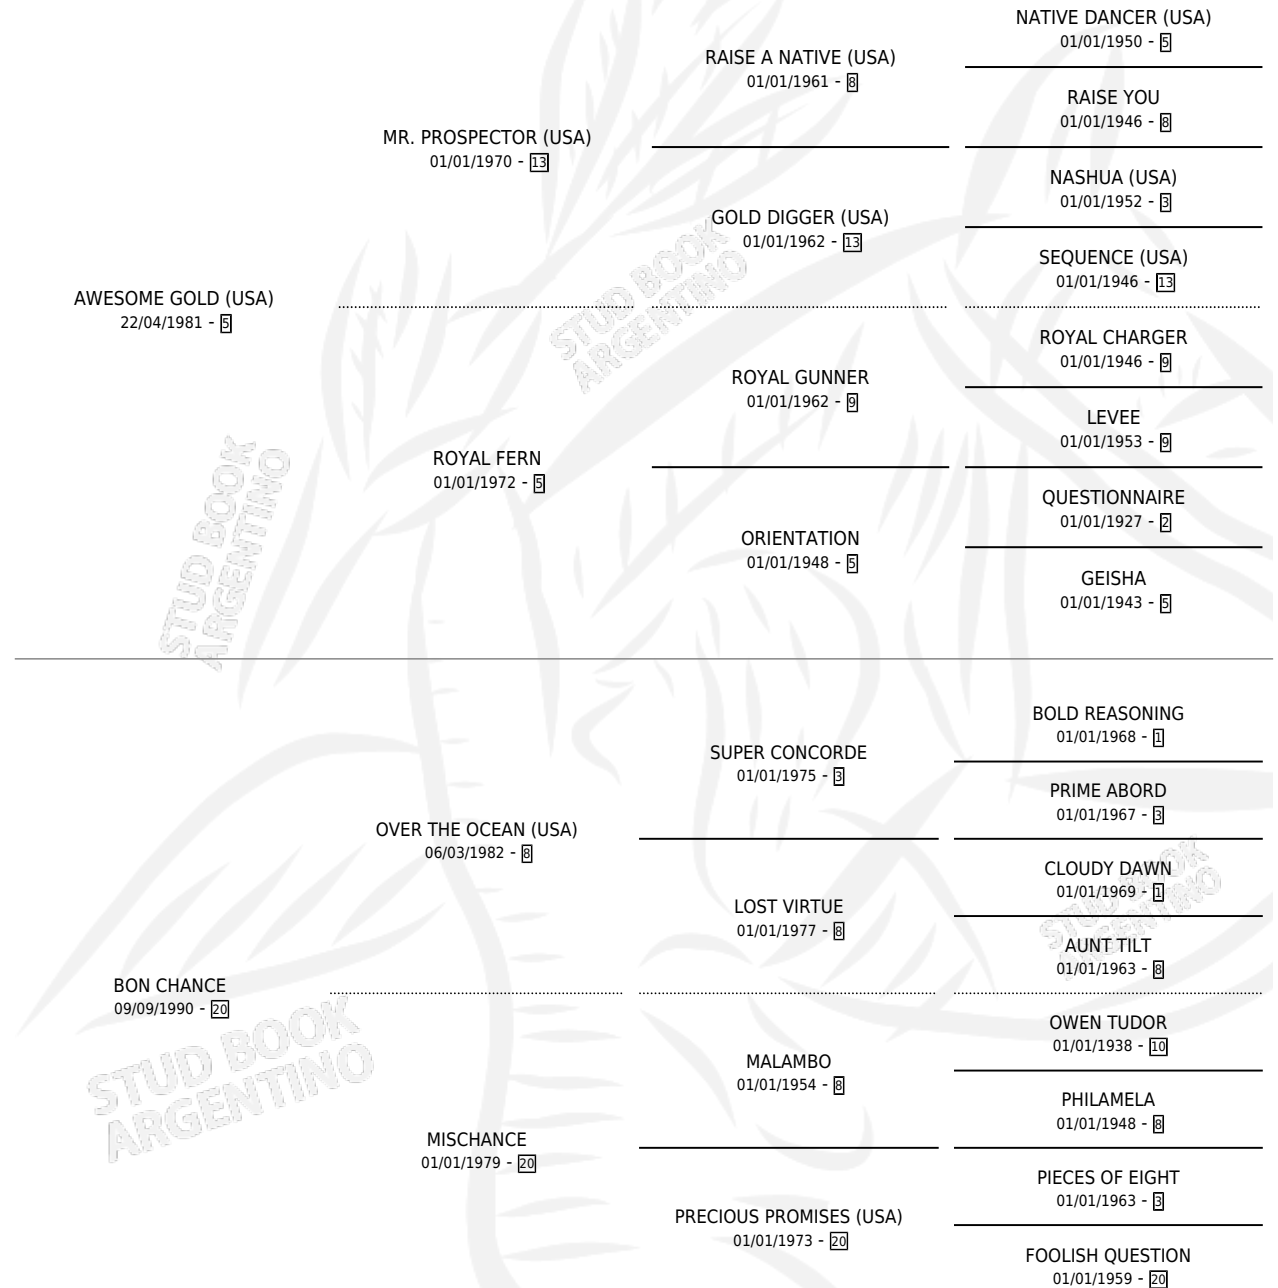 NATIVE DANCER (USA)
01/01/1950 - 5
RAISE A NATIVE (USA)
01/01/1961 - 8
RAISE YOU
01/01/1946 - 8
MR. PROSPECTOR (USA)
01/01/1970 - 13
NASHUA (USA)
01/01/1952 - 3
GOLD DIGGER (USA)
01/01/1962 - 13
SEQUENCE (USA)
01/01/1946 - 13
AWESOME GOLD (USA)
22/04/1981 - 5
STUD BOOK
ARGENTINO
ROYAL CHARGER
01/01/1946 - 9
ROYAL GUNNER
01/01/1962 - 9
LEVEE
01/01/1953 - 9
ROYAL FERN
01/01/1972 - 5
QUESTIONNAIRE
01/01/1927 - 2
ORIENTATION
01/01/1948 - 5
GEISHA
01/01/1943 - 5
STUD BOOK
ARGENTINO
BOLD REASONING
01/01/1968 - 1
SUPER CONCORDE
01/01/1975 - 3
PRIME ABORD
01/01/1967 - 3
OVER THE OCEAN (USA)
06/03/1982 - 8
CLOUDY DAWN
01/01/1969 - 1
LOST VIRTUE
01/01/1977 - 8
AUNT TILT
01/01/1963 - 8
STUD BOOK
ARGENTINO
BON CHANCE
09/09/1990 - 20
OWEN TUDOR
01/01/1938 - 10
MALAMBO
01/01/1954 - 8
PHILAMELA
01/01/1948 - 8
STUD BOOK
ARGENTINO
MISCHANCE
01/01/1979 - 20
PIECES OF EIGHT
01/01/1963 - 3
PRECIOUS PROMISES (USA)
01/01/1973 - 20
FOOLISH QUESTION
01/01/1959 - 20